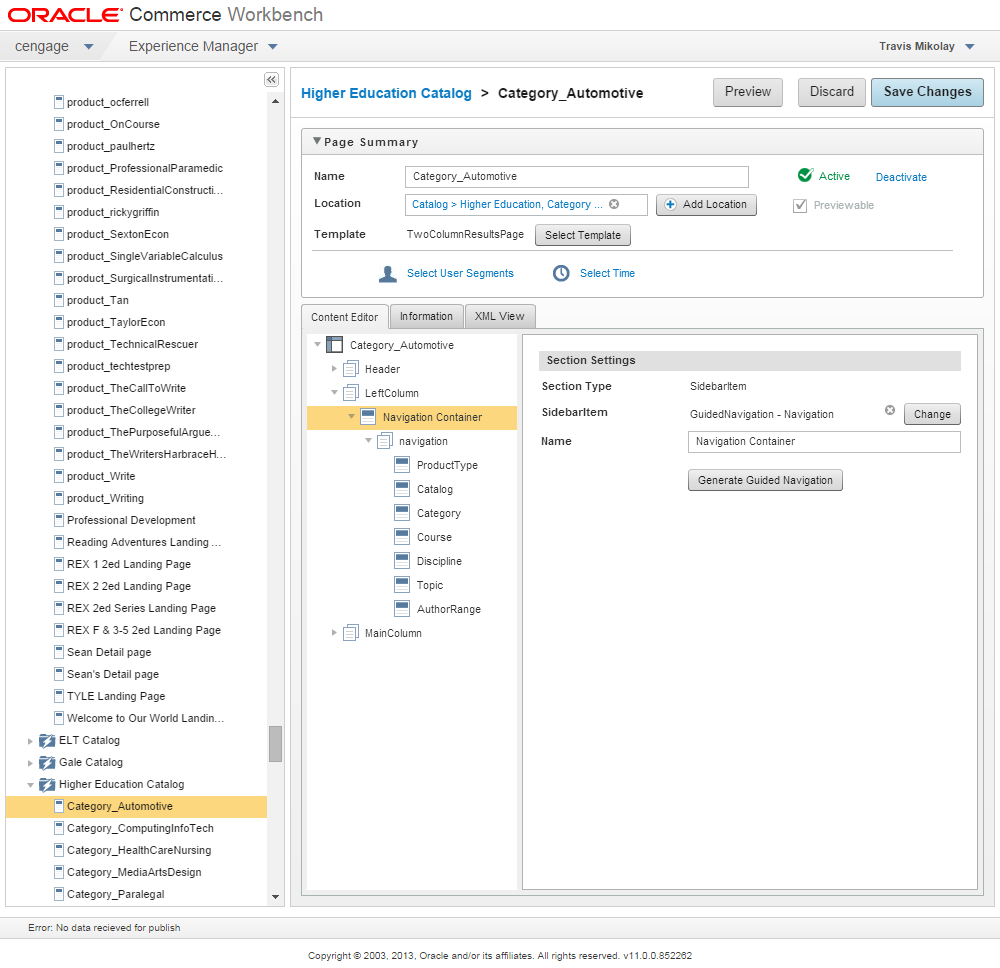 ORACLE Commerce Workbench
cengage Experience Manager Travis Mikolay
product_ocferrell
product_OnCourse
product_paulhertz
product_ProfessionalParamedic
product_ResidentialConstructi...
product_rickygriffin
product_SextonEcon
product_SingleVariableCalculus
product_SurgicalInstrumentati...
product_Tan
product_TaylorEcon
product_TechnicalRescuer
product_techtestprep
product_TheCallToWrite
product_TheCollegeWriter
product_ThePurposefulArgue...
product_TheWritersHarbraceH...
product_Write
product_Writing
Professional Development
Reading Adventures Landing ...
REX 1 2ed Landing Page
REX 2 2ed Landing Page
REX 2ed Series Landing Page
REX F & 3-5 2ed Landing Page
Sean Detail page
Sean's Detail page
TYLE Landing Page
Welcome to Our World Landin...
ELT Catalog
Gale Catalog
Higher Education Catalog
Category_Automotive
Category_ComputingInfoTech
Category_HealthCareNursing
Category_MediaArtsDesign
Category_Paralegal
Higher Education Catalog > Category_Automotive Preview Discard Save Changes
Page Summary
Name Category_Automotive Active Deactivate
Location Catalog > Higher Education, Category ... Add Location Previewable
Template TwoColumnResultsPage Select Template
Select User Segments Select Time
Content Editor Information XML View
Category_Automotive
Header
LeftColumn
Navigation Container
navigation
ProductType
Catalog
Category
Course
Discipline
Topic
AuthorRange
MainColumn
Section Settings
Section Type SidebarItem
SidebarItem GuidedNavigation - Navigation Change
Name Navigation Container
Generate Guided Navigation
Error: No data recieved for publish
Copyright © 2003, 2013, Oracle and/or its affiliates. All rights reserved. v11.0.0.852262